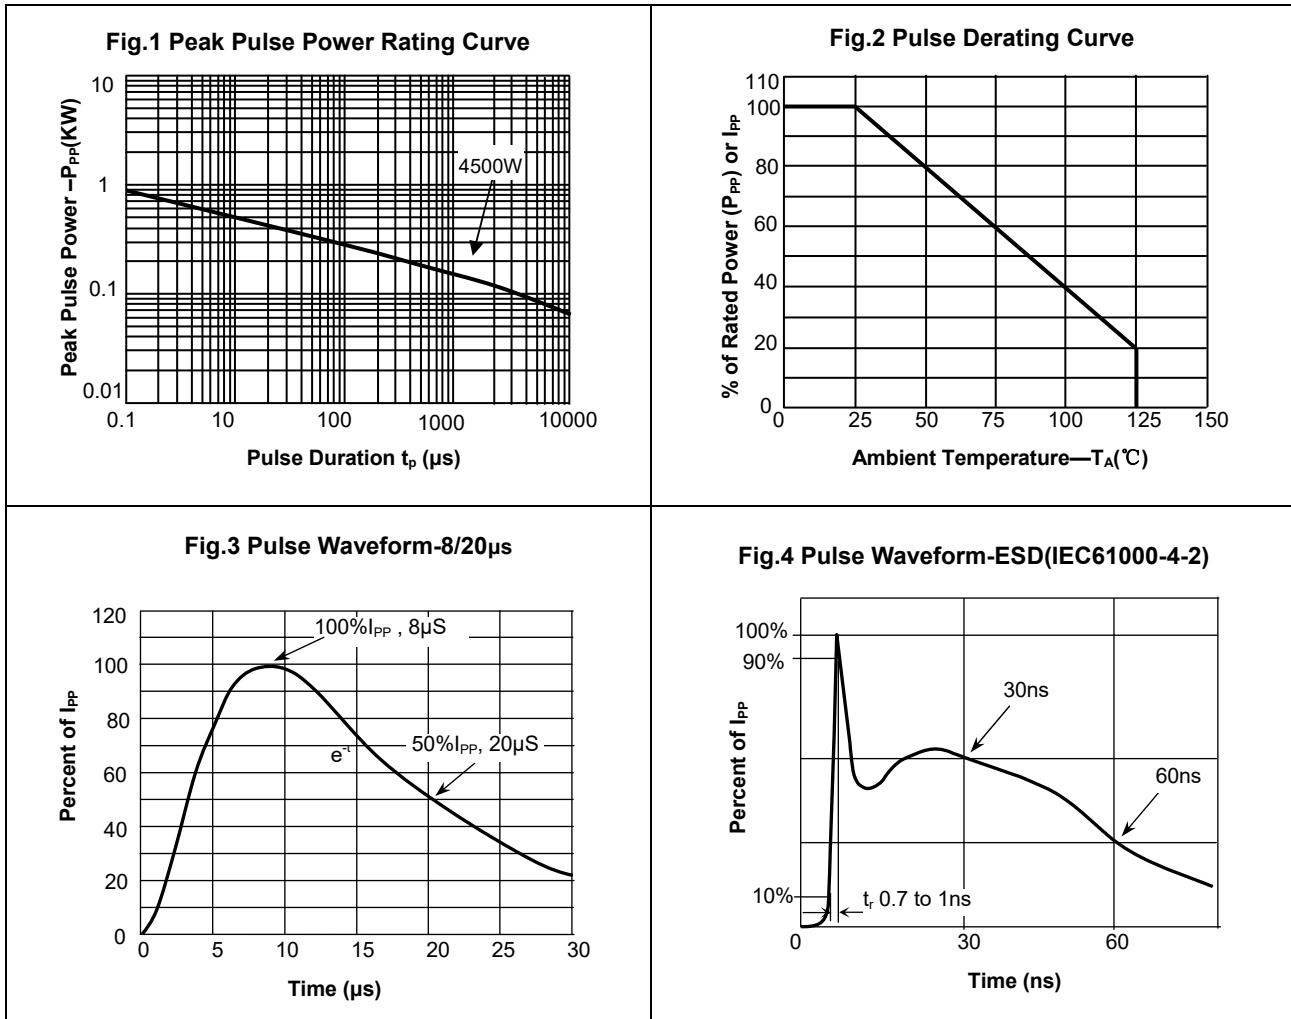 Fig.1 Peak Pulse Power Rating Curve
Peak Pulse Power –PPP(KW)
10
1
0.1
0.01
4500W
0.1 10 100 1000 10000
Pulse Duration tp (µs)
Fig.2 Pulse Derating Curve
% of Rated Power (PPP) or IPP
110
100
80
60
40
20
0
0 25 50 75 100 125 150
Ambient Temperature—TA(℃)
Fig.3 Pulse Waveform-8/20µs
Percent of IPP
120
100
80
60
40
20
0
100%IPP , 8µS
e-t
50%IPP, 20µS
0 5 10 15 20 25 30
Time (µs)
Fig.4 Pulse Waveform-ESD(IEC61000-4-2)
Percent of IPP
100%
90%
10%
30ns
60ns
tr 0.7 to 1ns
0 30 60
Time (ns)